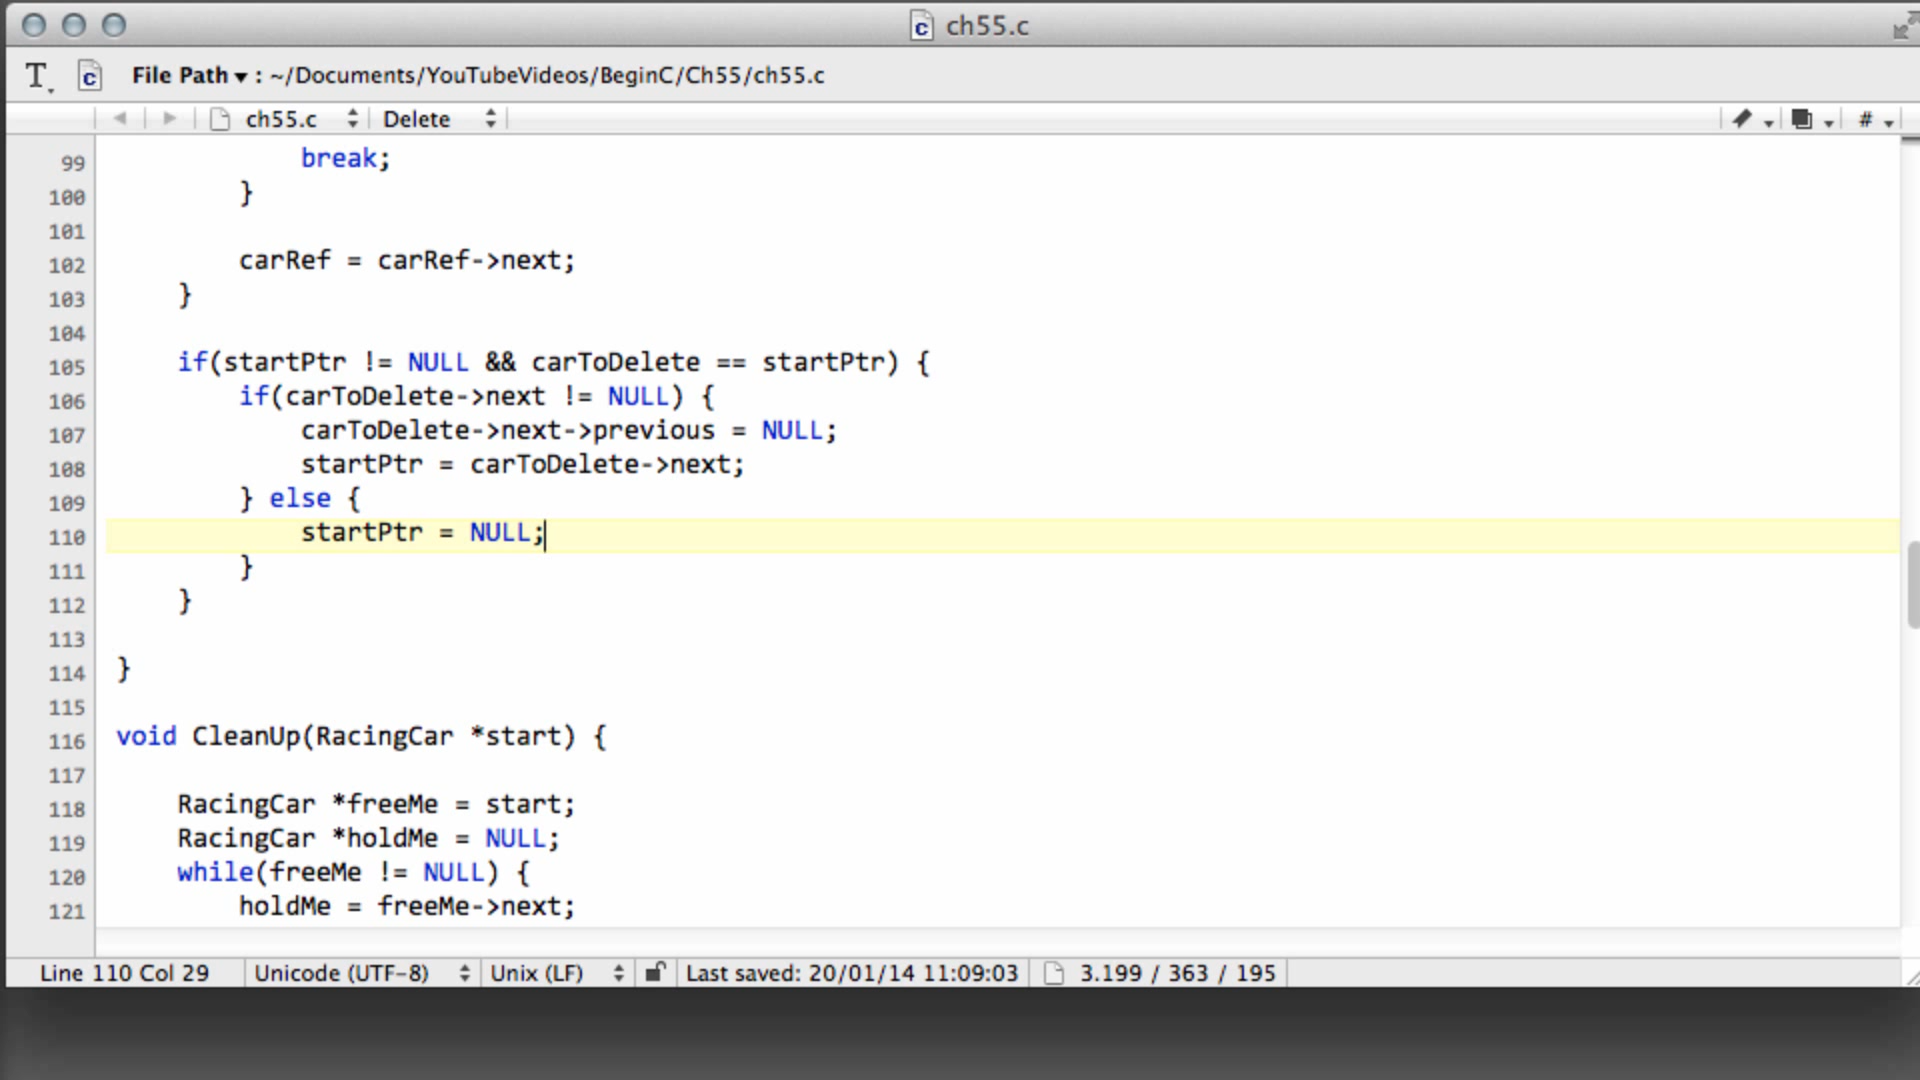 ch55.c
File Path ▾ : ~/Documents/YouTubeVideos/BeginC/Ch55/ch55.c
ch55.c Delete #
99 break;
100 }
101
102 carRef = carRef->next;
103 }
104
105 if(startPtr != NULL && carToDelete == startPtr) {
106 if(carToDelete->next != NULL) {
107 carToDelete->next->previous = NULL;
108 startPtr = carToDelete->next;
109 } else {
110 startPtr = NULL;
111 }
112 }
113
114 }
115
116 void CleanUp(RacingCar *start) {
117
118 RacingCar *freeMe = start;
119 RacingCar *holdMe = NULL;
120 while(freeMe != NULL) {
121 holdMe = freeMe->next;
Line 110 Col 29 Unicode (UTF-8) Unix (LF) Last saved: 20/01/14 11:09:03 3.199 / 363 / 195